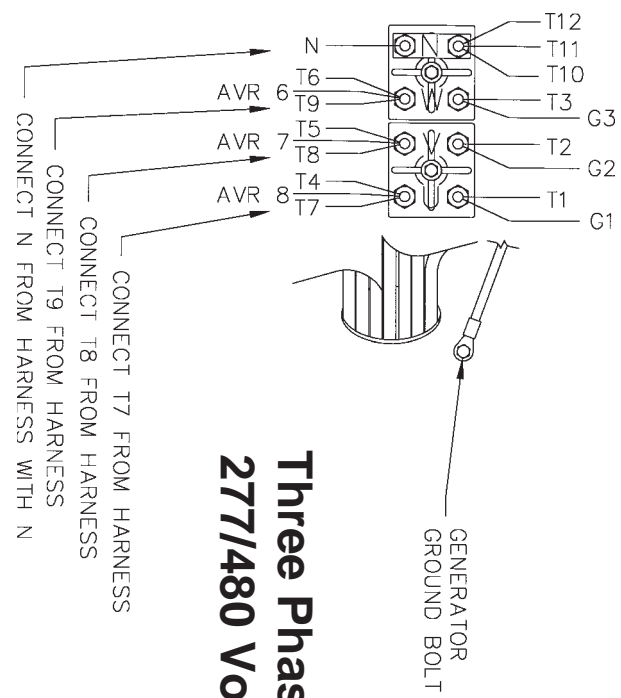 N
T12
T11
T10
T6
AVR 6
T9
T3
G3
T5
AVR 7
T8
T2
G2
T4
AVR 8
T7
T1
G1
N
CONNECT N FROM HARNESS WITH N
CONNECT T9 FROM HARNESS
CONNECT T8 FROM HARNESS
CONNECT T7 FROM HARNESS
GENERATOR
GROUND BOLT
Three Phas
277/480 Vo